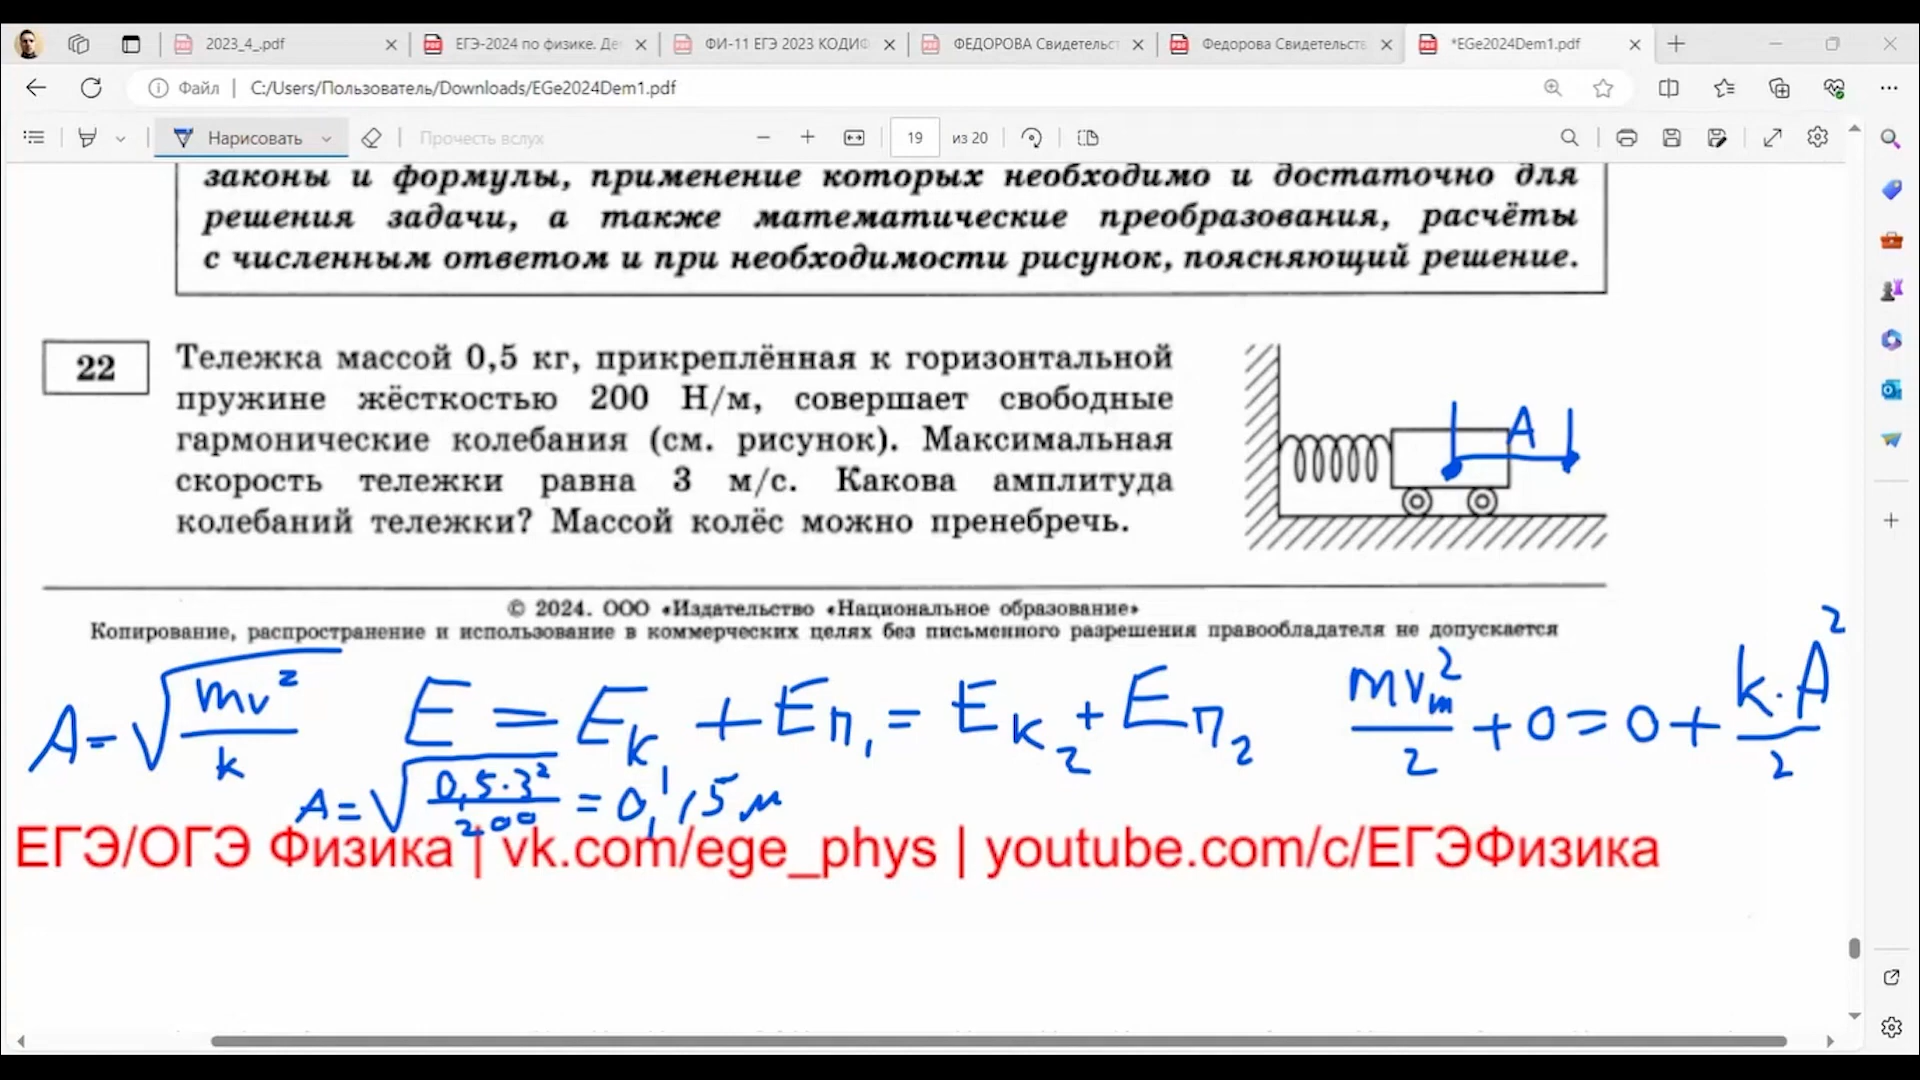 2023_4_.pdf
ЕГЭ-2024 по физике. Де
ФИ-11 ЕГЭ 2023 КОДИФ
ФЕДОРОВА Свидетельст
Федорова Свидетельств
*EGe2024Dem1.pdf
Файл | C:/Users/Пользователь/Downloads/EGe2024Dem1.pdf
Нарисовать
Прочесть вслух
19 из 20
законы и формулы, применение которых необходимо и достаточно для
решения задачи, а также математические преобразования, расчёты
с численным ответом и при необходимости рисунок, поясняющий решение.
22
Тележка массой 0,5 кг, прикреплённая к горизонтальной
пружине жёсткостью 200 Н/м, совершает свободные
гармонические колебания (см. рисунок). Максимальная
скорость тележки равна 3 м/с. Какова амплитуда
колебаний тележки? Массой колёс можно пренебречь.
A
© 2024. ООО «Издательство «Национальное образование»
Копирование, распространение и использование в коммерческих целях без письменного разрешения правообладателя не допускается
A = √(mv²/k)
E = Eк₁ + Eп₁ = Eк₂ + Eп₂
mvm²/2 + 0 = 0 + k·A²/2
A = √(0,5·3²/200) = 0,15 м
ЕГЭ/ОГЭ Физика | vk.com/ege_phys | youtube.com/c/ЕГЭФизика